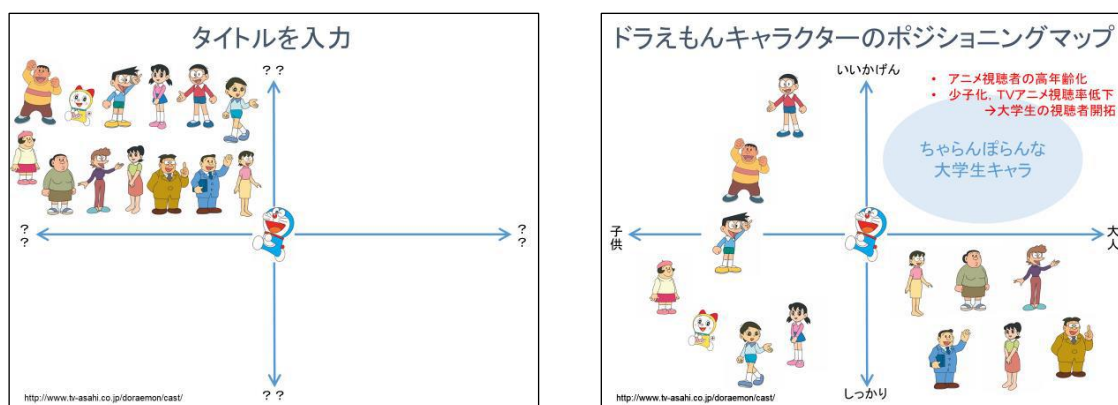 タイトルを入力
??
?
?
?
?
??
http://www.tv-asahi.co.jp/doraemon/cast/
ドラえもんキャラクターのポジショニングマップ
いいかげん
• アニメ視聴者の高年齢化
• 少子化，TVアニメ視聴率低下
→大学生の視聴者開拓
ちゃらんぽらんな
大学生キャラ
子供
大人
しっかり
http://www.tv-asahi.co.jp/doraemon/cast/